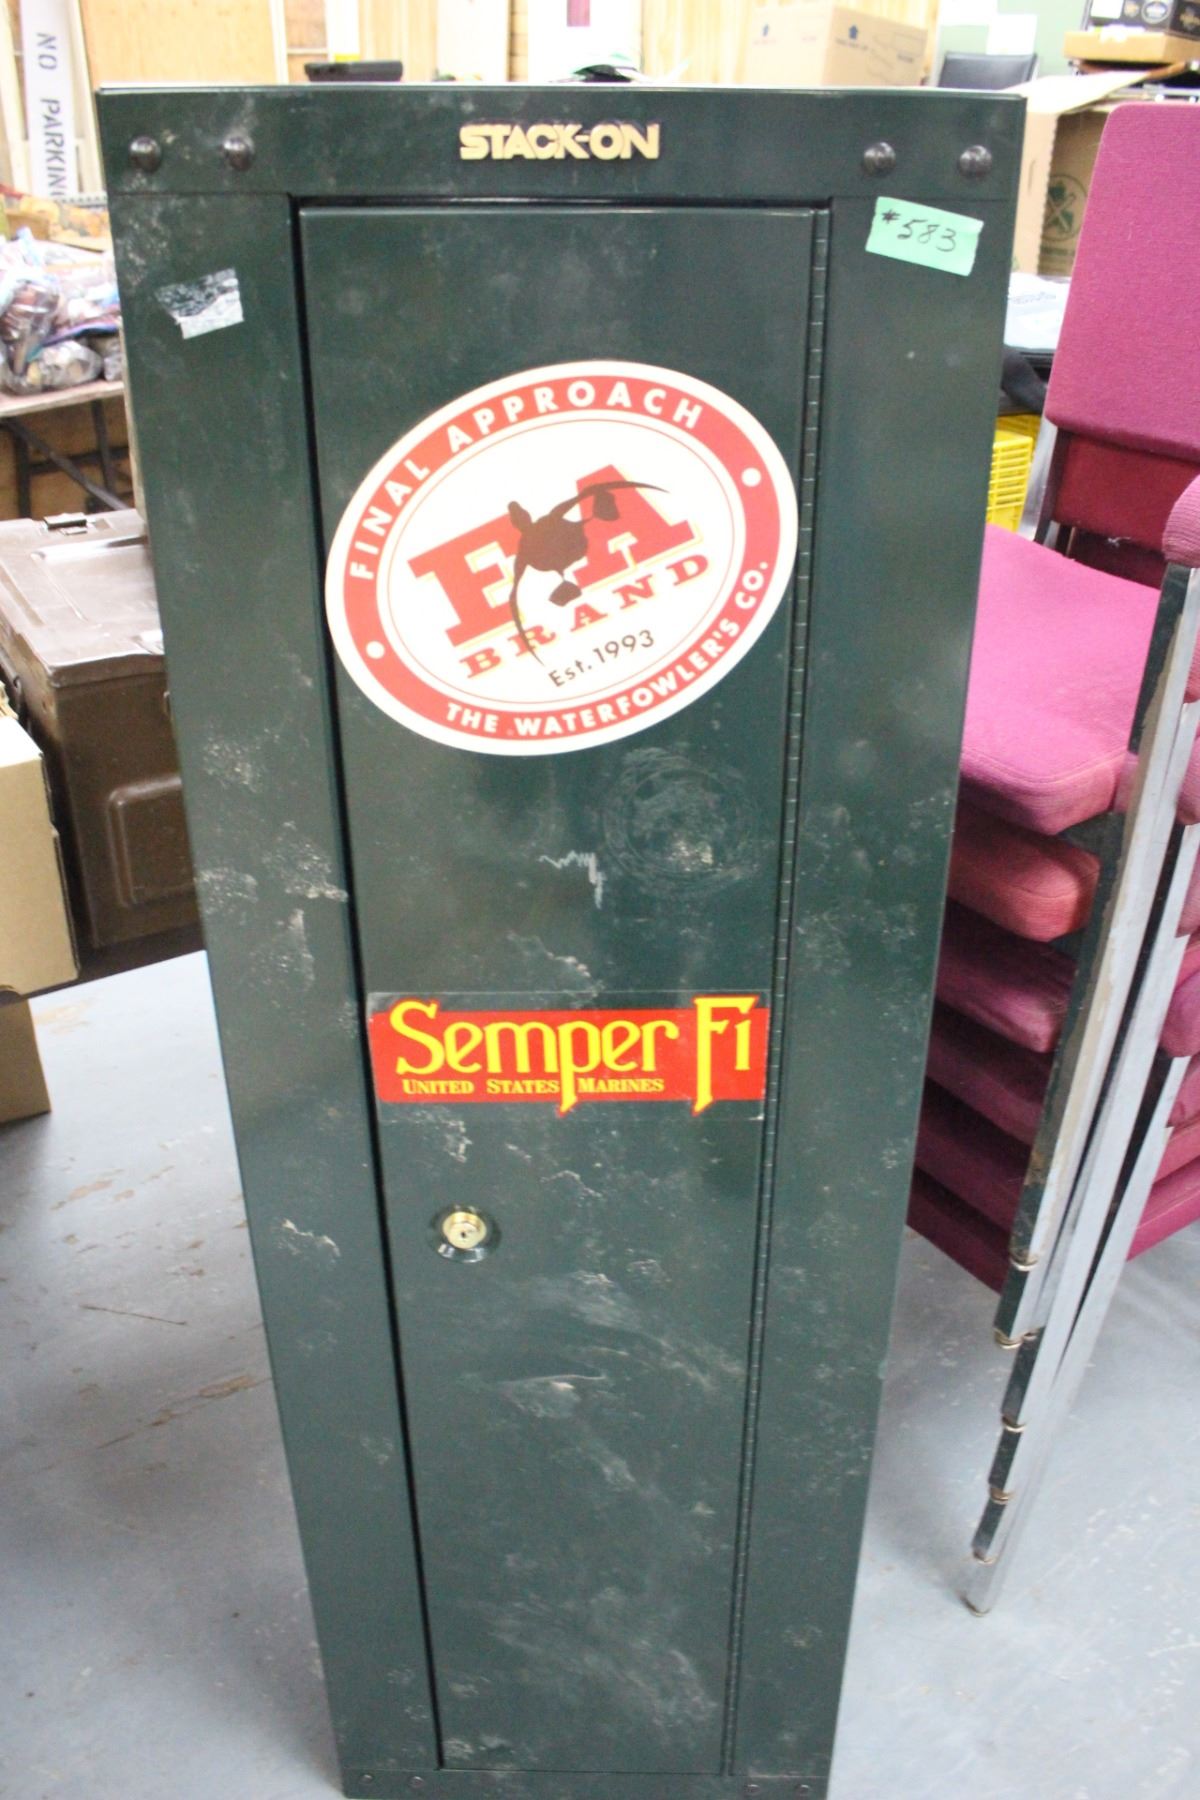 NO PARKING
STACK-ON
#583
FINAL APPROACH
FA
BRAND
Est. 1993
THE WATERFOWLER'S CO.
Semper Fi
UNITED STATES MARINES